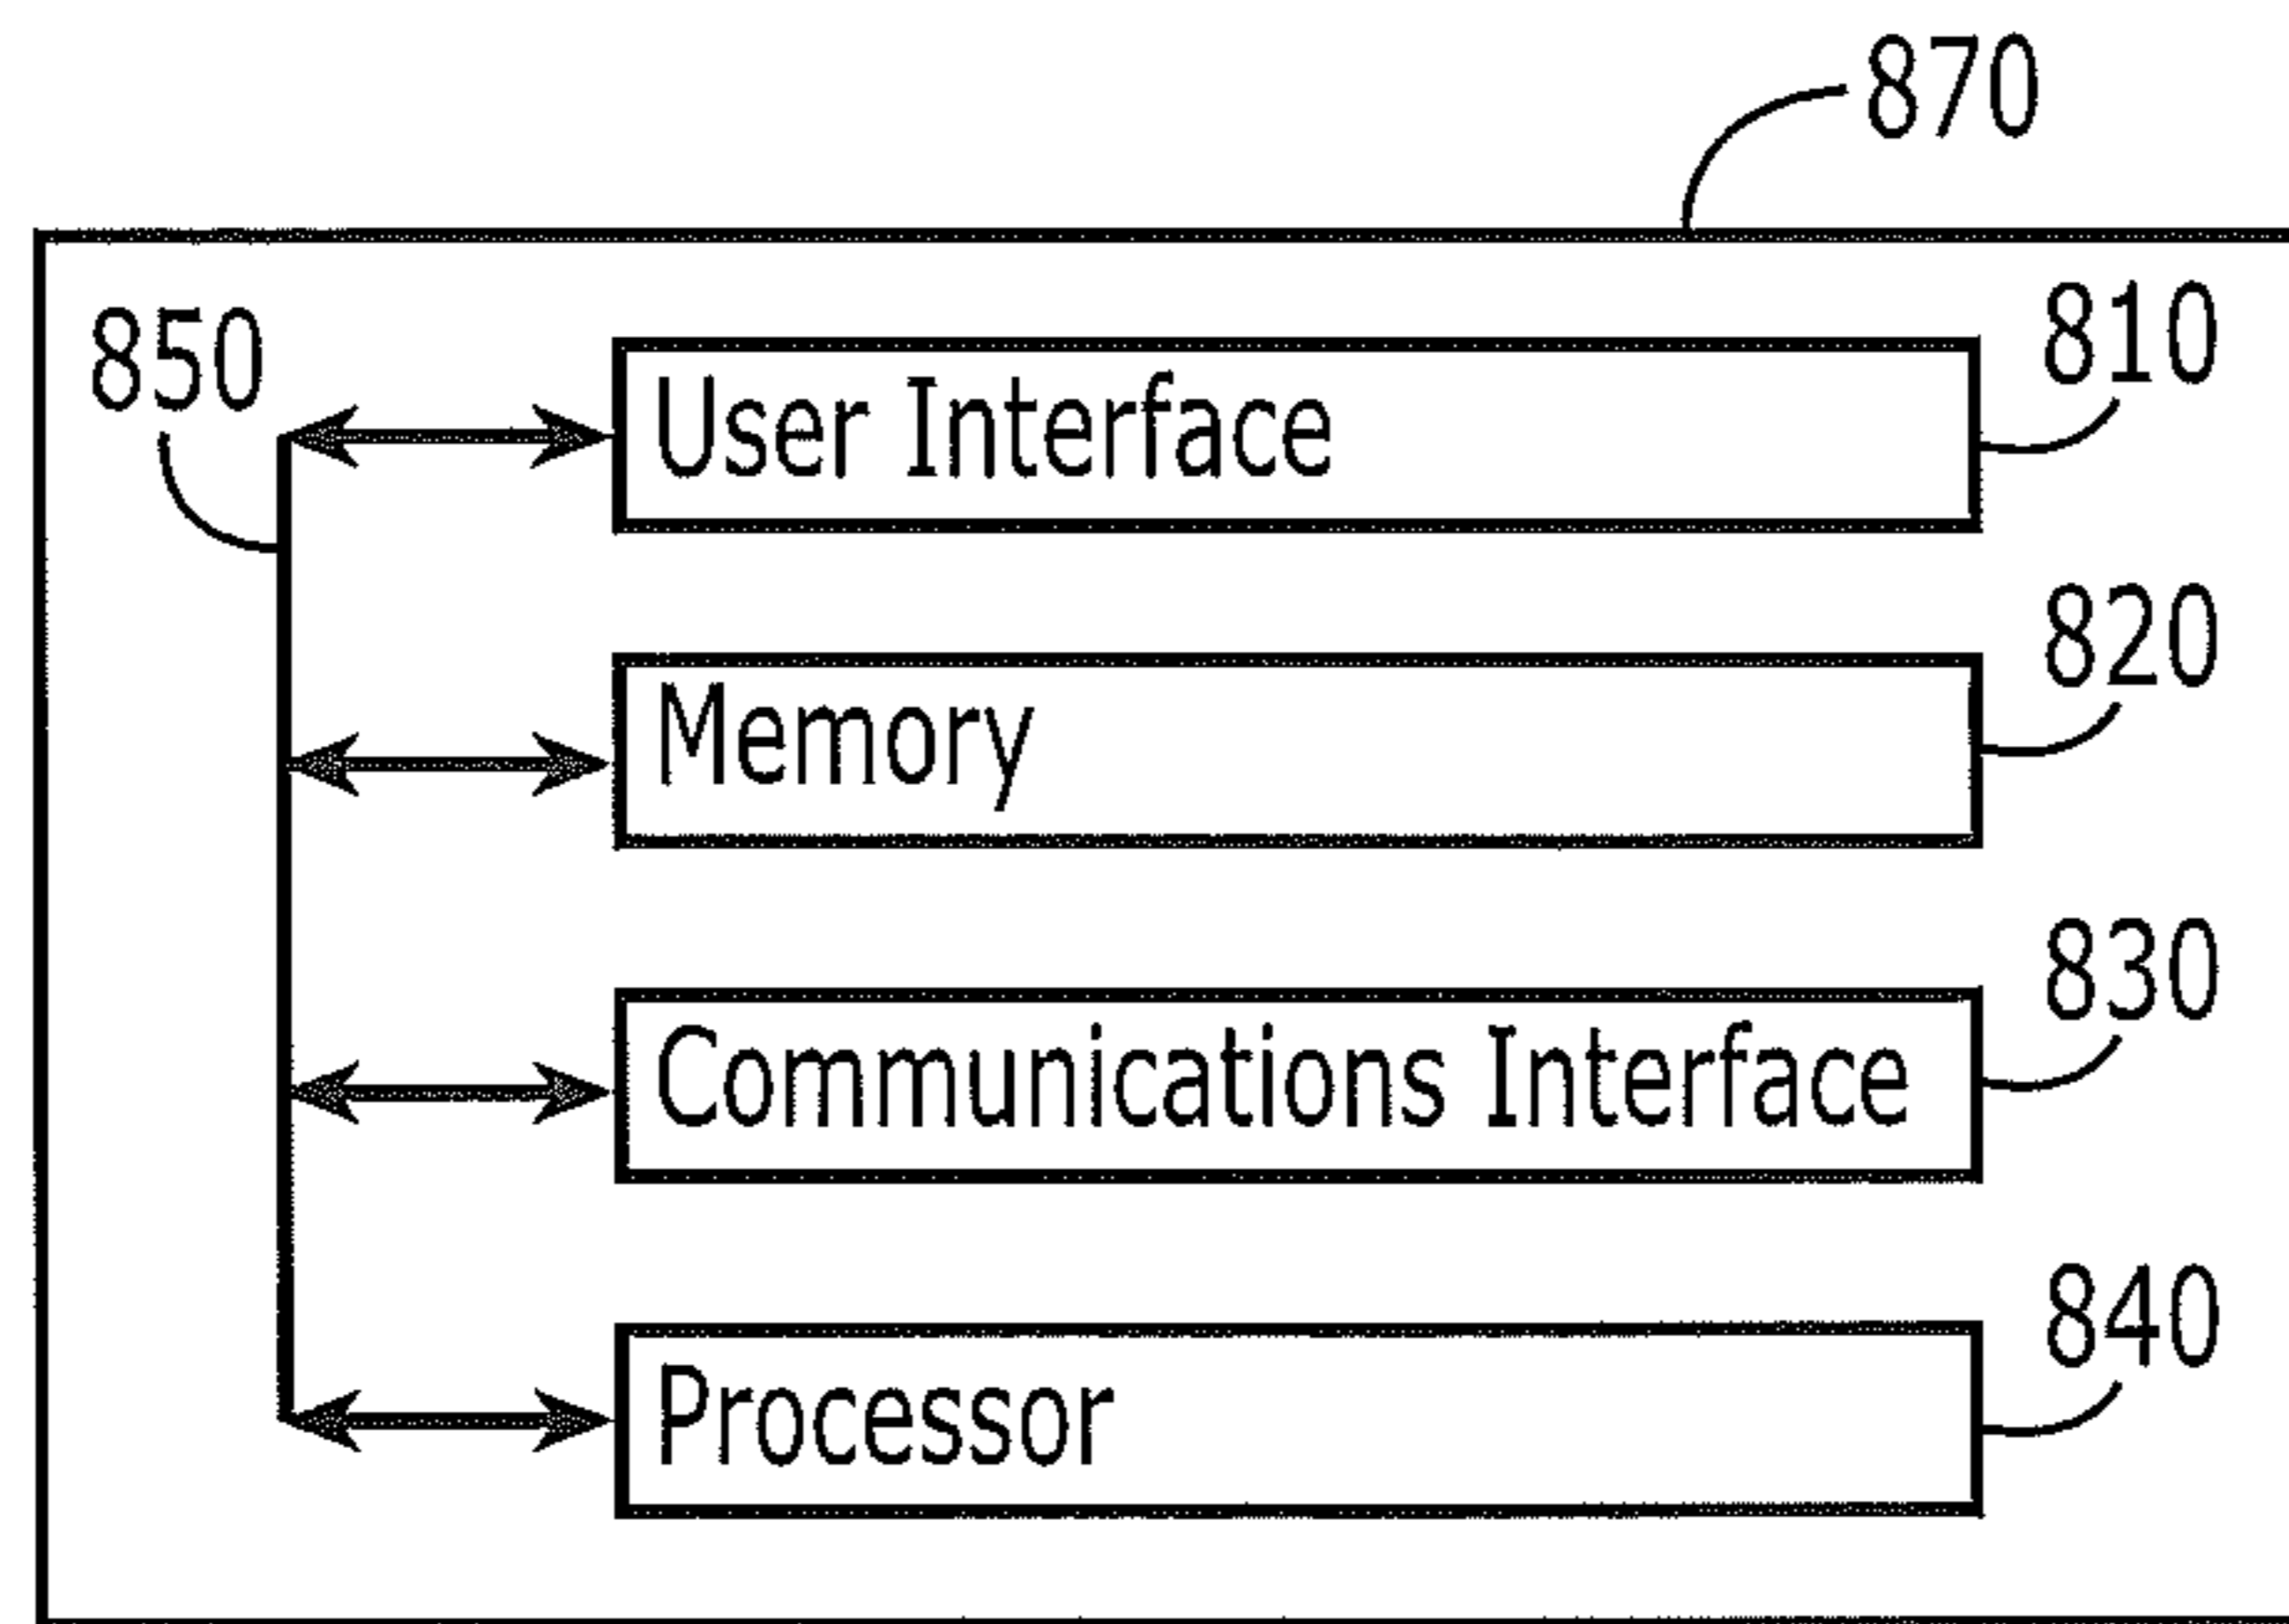 870
850
810
User Interface
820
Memory
830
Communications Interface
840
Processor